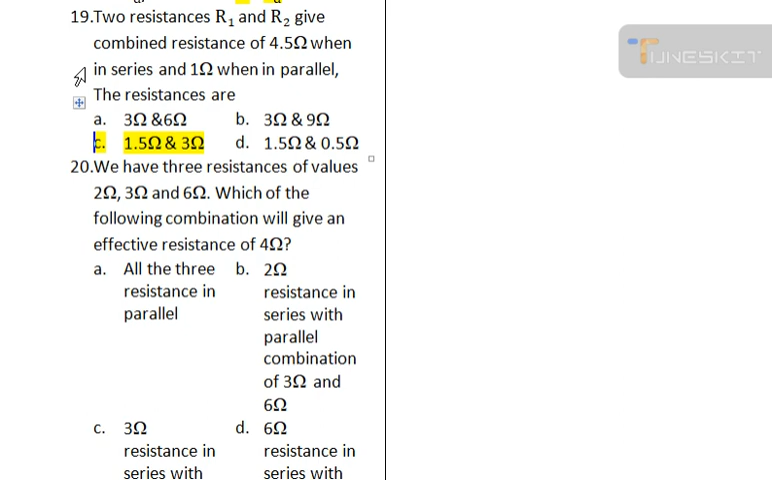 19.Two resistances R₁ and R₂ give
combined resistance of 4.5Ω when
in series and 1Ω when in parallel,
The resistances are
a. 3Ω &6Ω b. 3Ω & 9Ω
c. 1.5Ω & 3Ω d. 1.5Ω & 0.5Ω
20.We have three resistances of values
2Ω, 3Ω and 6Ω. Which of the
following combination will give an
effective resistance of 4Ω?
a. All the three b. 2Ω
resistance in resistance in
parallel series with
parallel
combination
of 3Ω and
6Ω
c. 3Ω d. 6Ω
resistance in resistance in
series with series with
TUNESKIT